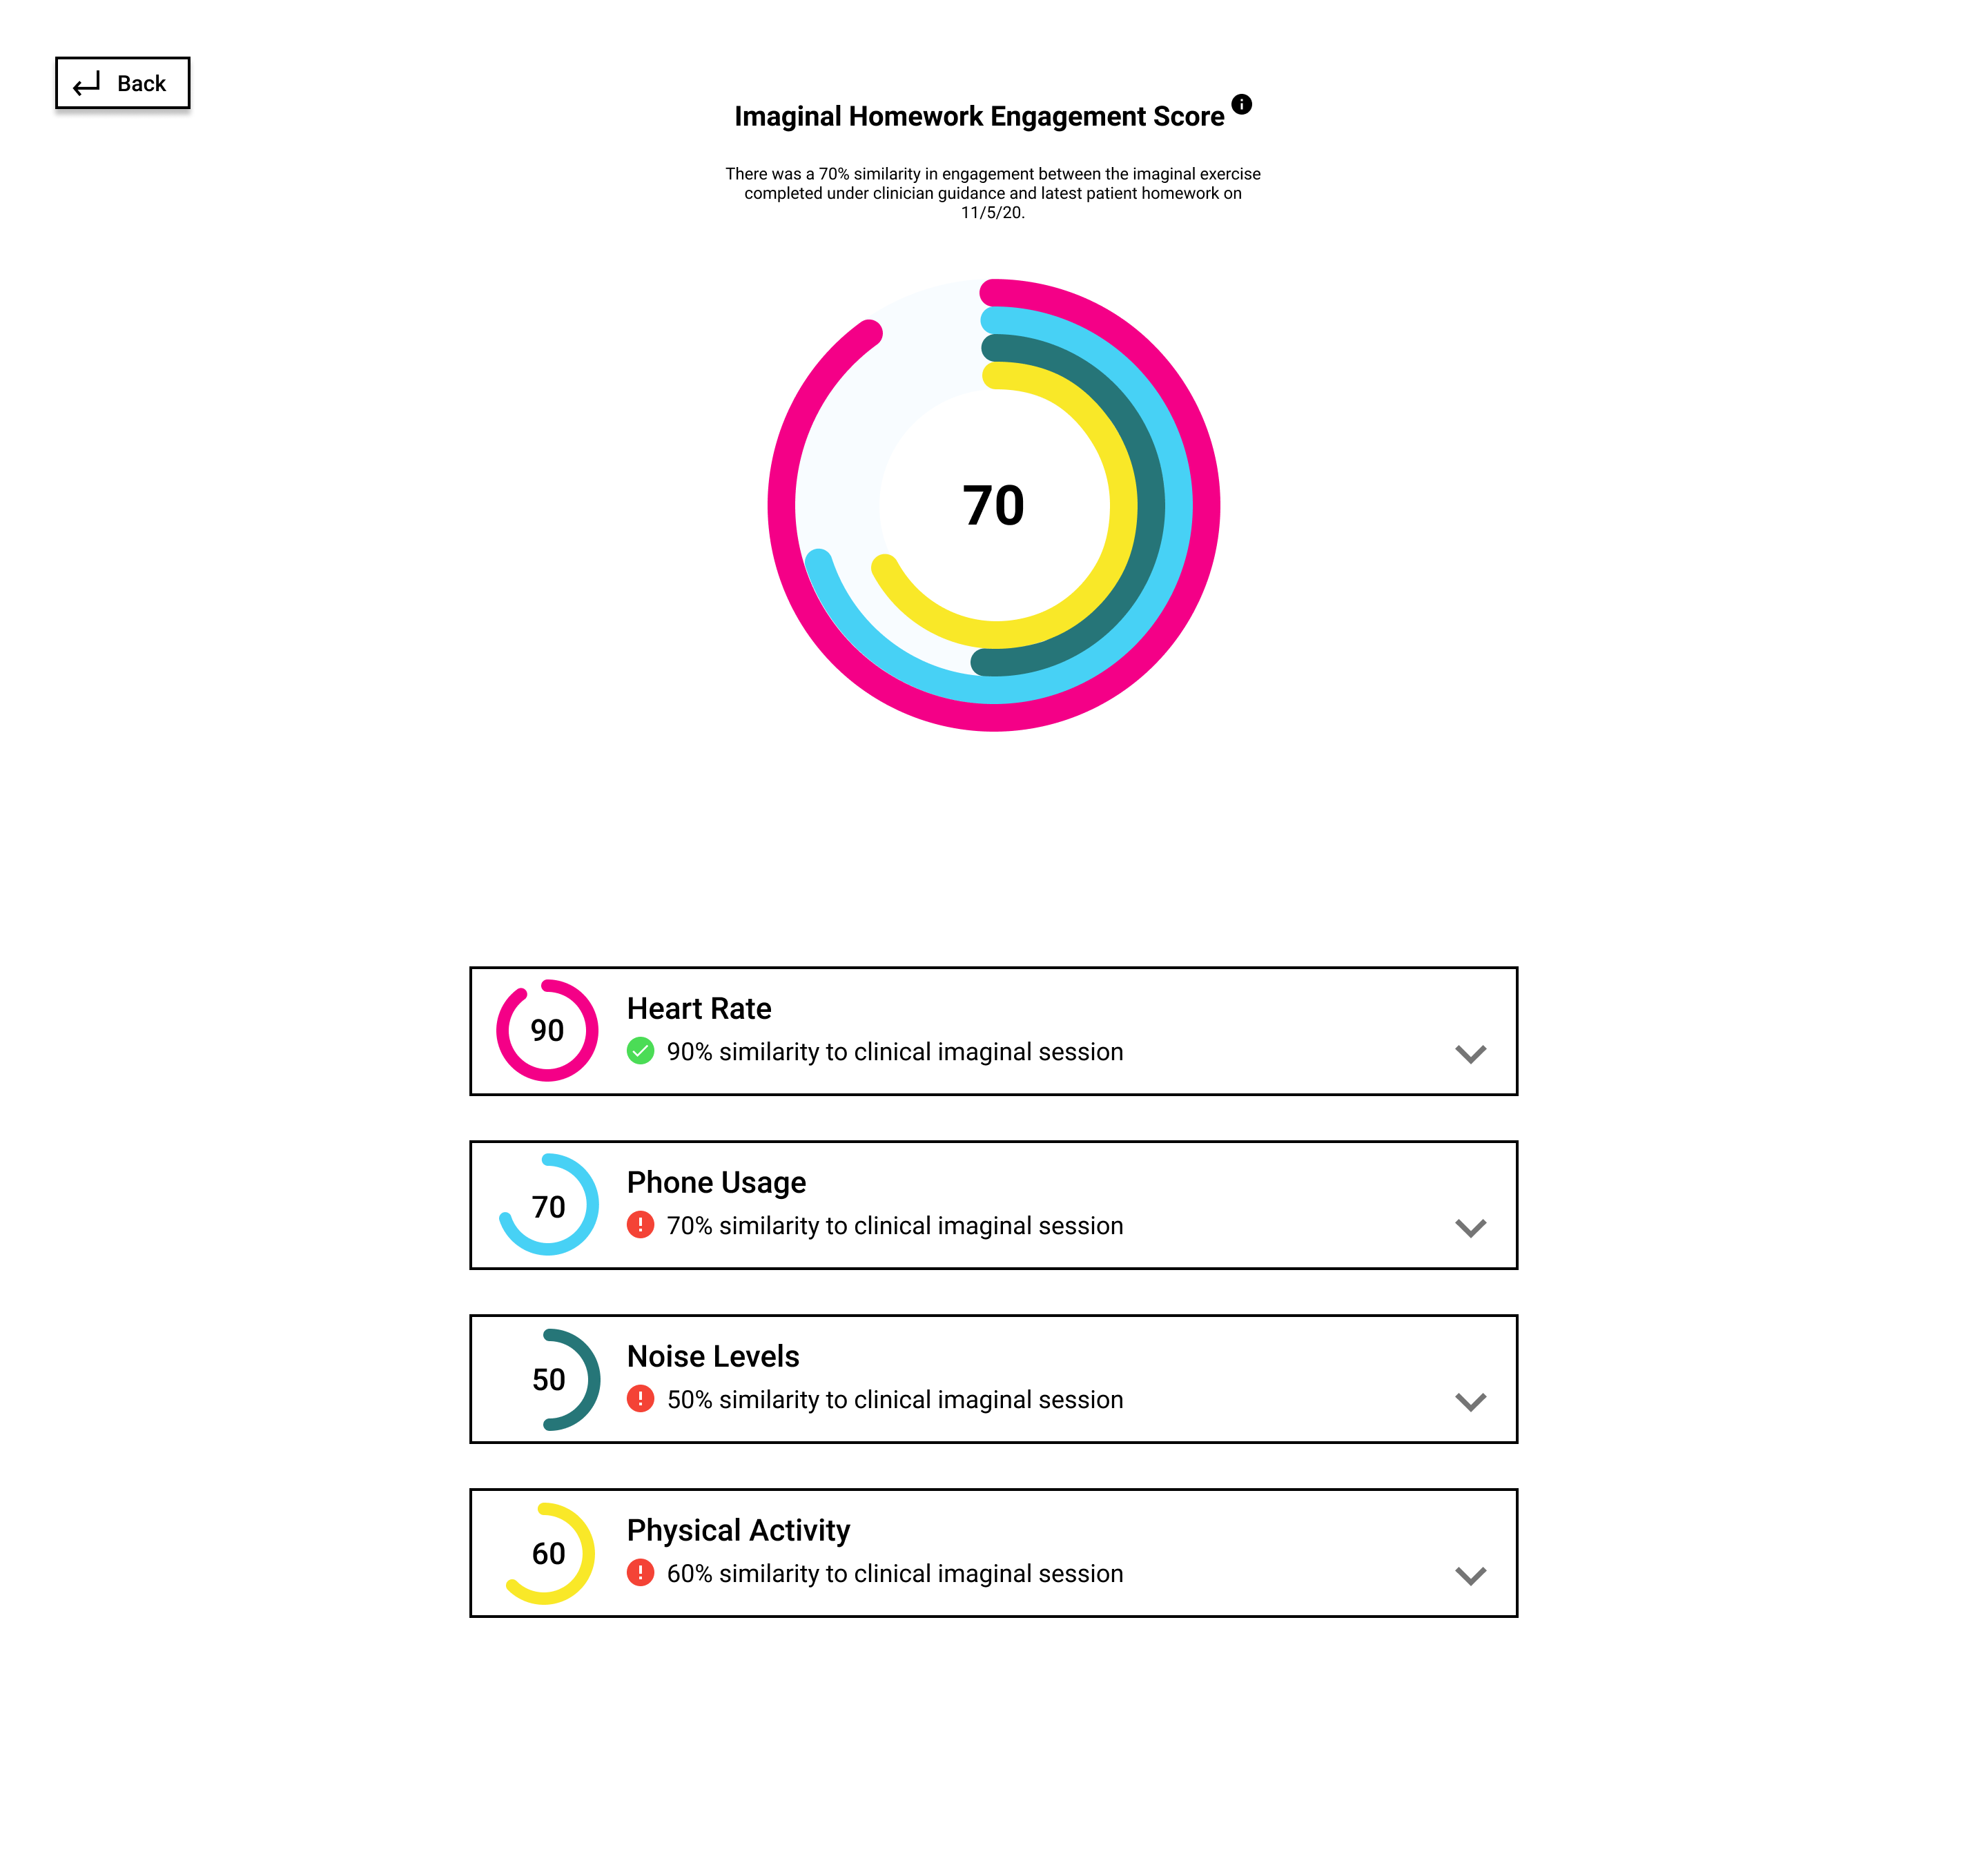 Back
Imaginal Homework Engagement Score
There was a 70% similarity in engagement between the imaginal exercise
completed under clinician guidance and latest patient homework on
11/5/20.
70
90
Heart Rate
90% similarity to clinical imaginal session
70
Phone Usage
70% similarity to clinical imaginal session
50
Noise Levels
50% similarity to clinical imaginal session
60
Physical Activity
60% similarity to clinical imaginal session